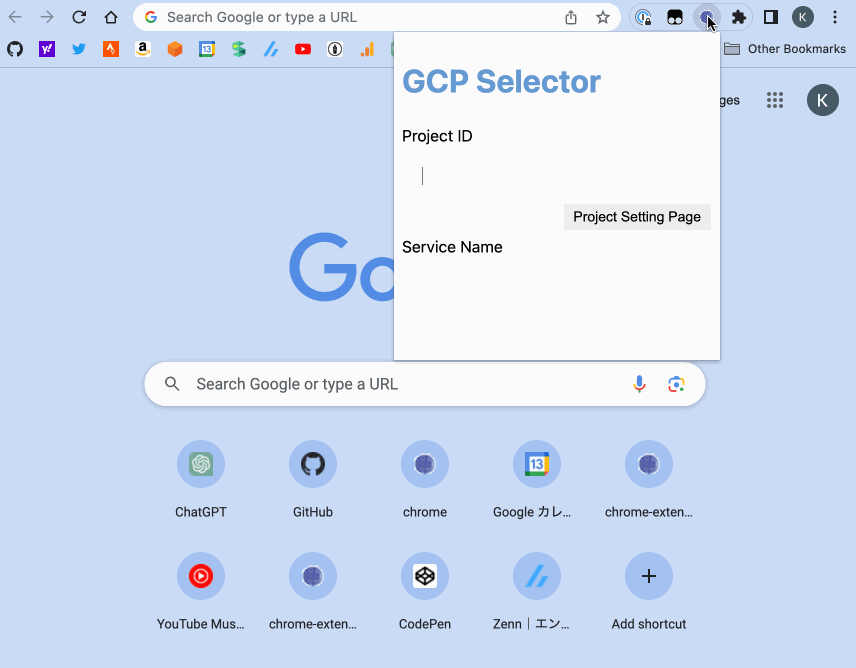 Search Google or type a URL
K
y!
a
13
Other Bookmarks
GCP Selector
Project ID
Project Setting Page
Service Name
ges
K
Go
Search Google or type a URL
13
ChatGPT
GitHub
chrome
Google カレ...
chrome-exten...
YouTube Mus...
chrome-exten...
CodePen
Zenn｜エン...
Add shortcut